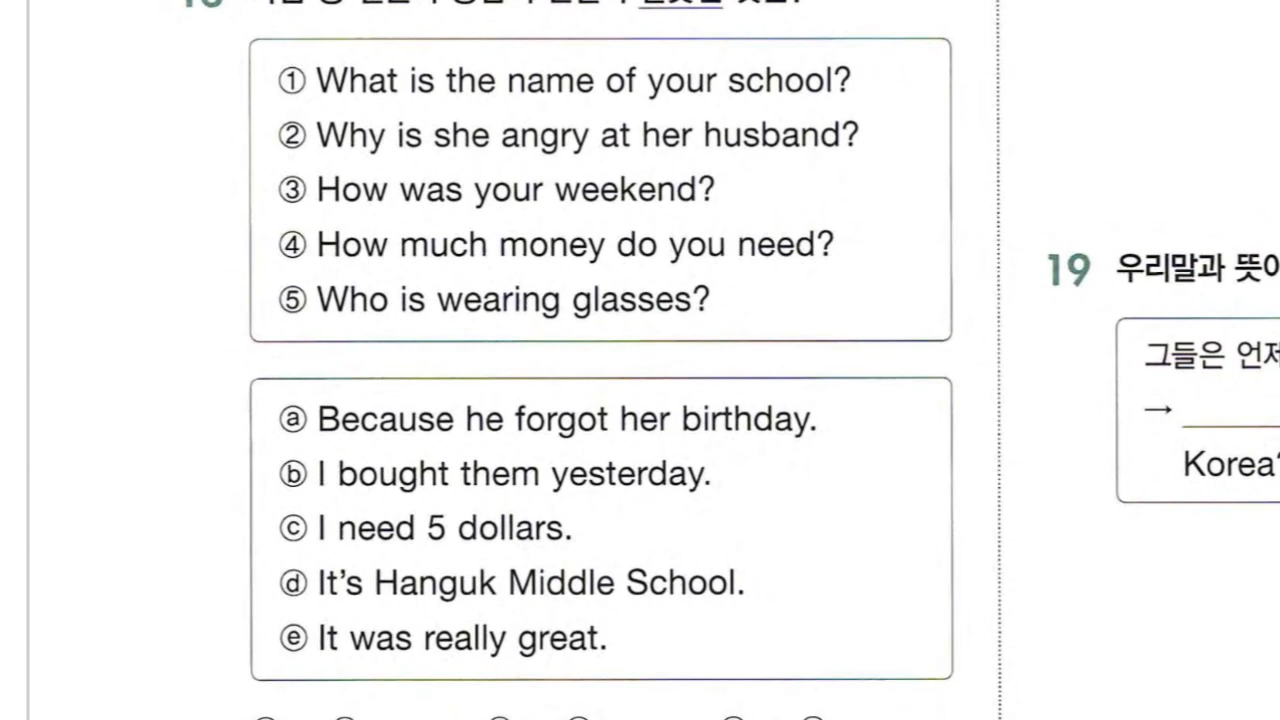 ① What is the name of your school?
② Why is she angry at her husband?
③ How was your weekend?
④ How much money do you need?
⑤ Who is wearing glasses?
ⓐ Because he forgot her birthday.
ⓑ I bought them yesterday.
ⓒ I need 5 dollars.
ⓓ It's Hanguk Middle School.
ⓔ It was really great.
19 우리말과 뜻이
그들은 언제
→
Korea?